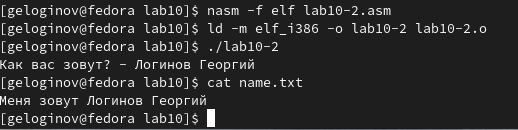 [geloginov@fedora lab10]$ nasm -f elf lab10-2.asm
[geloginov@fedora lab10]$ ld -m elf_i386 -o lab10-2 lab10-2.o
[geloginov@fedora lab10]$ ./lab10-2
Как вас зовут? - Логинов Георгий
[geloginov@fedora lab10]$ cat name.txt
Меня зовут Логинов Георгий
[geloginov@fedora lab10]$